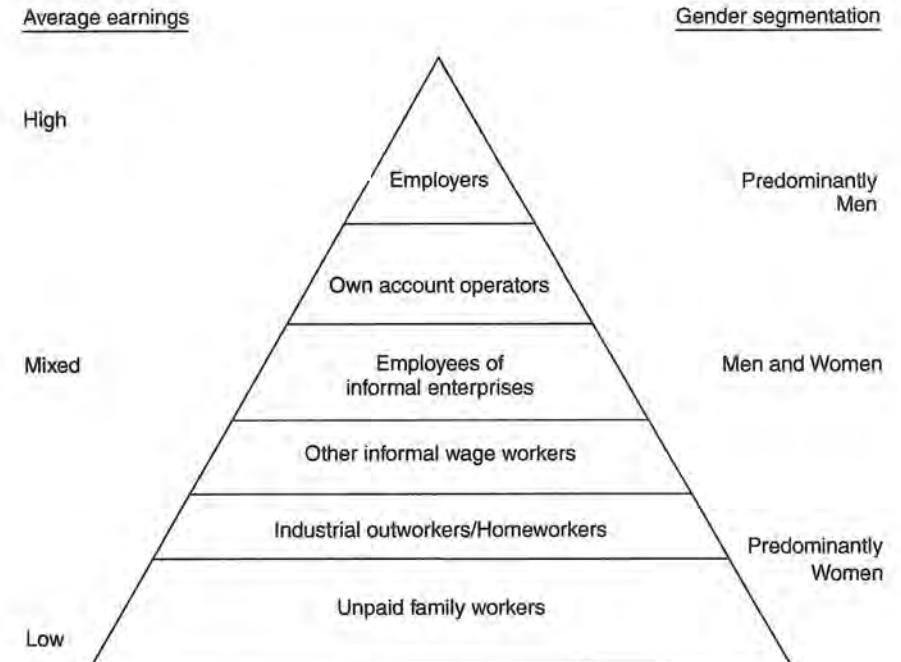 Average earnings
Gender segmentation
High
Employers
Predominantly
Men
Own account operators
Mixed
Employees of
informal enterprises
Men and Women
Other informal wage workers
Industrial outworkers/Homeworkers
Predominantly
Women
Unpaid family workers
Low